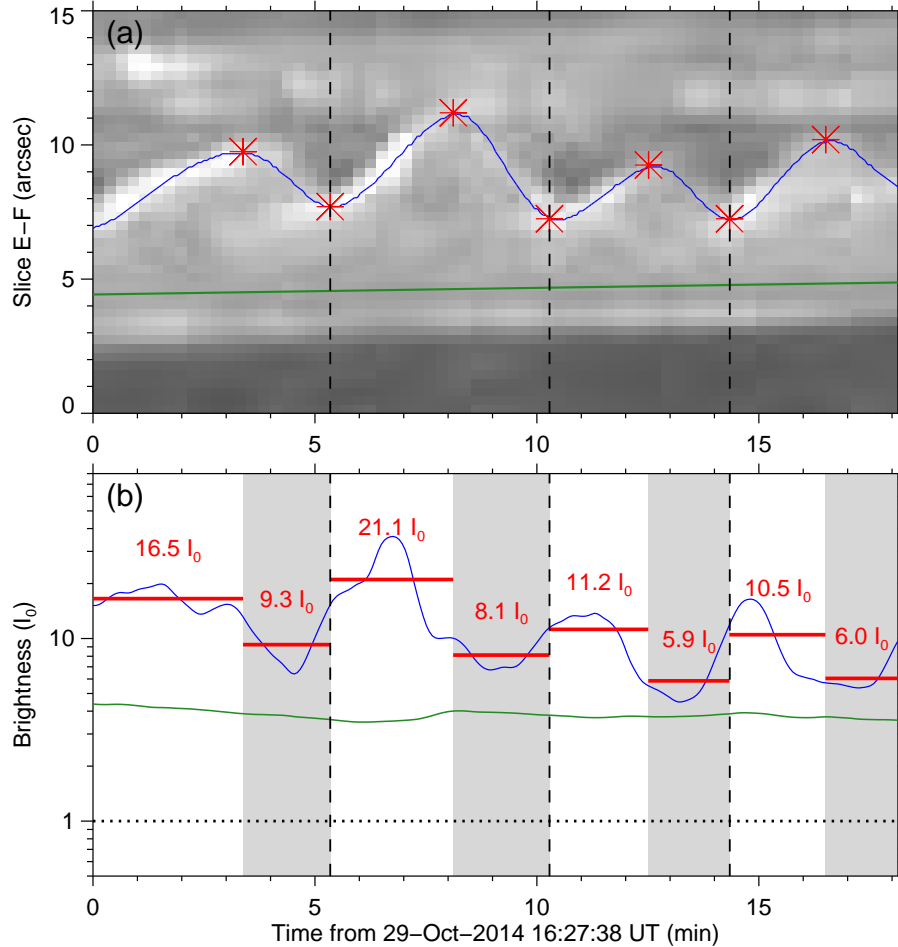 (a)
15
10
5
0
Slice E−F (arcsec)
0 5 10 15
(b)
16.5 I₀
9.3 I₀
21.1 I₀
8.1 I₀
11.2 I₀
5.9 I₀
10.5 I₀
6.0 I₀
10
1
Brightness (I₀)
0 5 10 15
Time from 29−Oct−2014 16:27:38 UT (min)